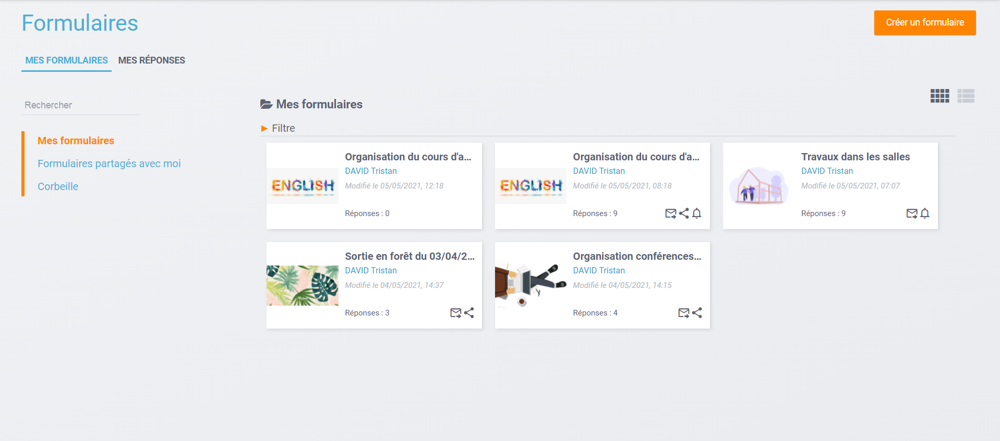 Formulaires
Créer un formulaire
MES FORMULAIRES
MES RÉPONSES
Rechercher
Mes formulaires
Formulaires partagés avec moi
Corbeille
Mes formulaires
Filtre
ENGLISH
Organisation du cours d'a...
DAVID Tristan
Modifié le 05/05/2021, 12:18
Réponses : 0
ENGLISH
Organisation du cours d'a...
DAVID Tristan
Modifié le 05/05/2021, 08:18
Réponses : 9
Travaux dans les salles
DAVID Tristan
Modifié le 05/05/2021, 07:07
Réponses : 9
Sortie en forêt du 03/04/2...
DAVID Tristan
Modifié le 04/05/2021, 14:37
Réponses : 3
Organisation conférences...
DAVID Tristan
Modifié le 04/05/2021, 14:15
Réponses : 4